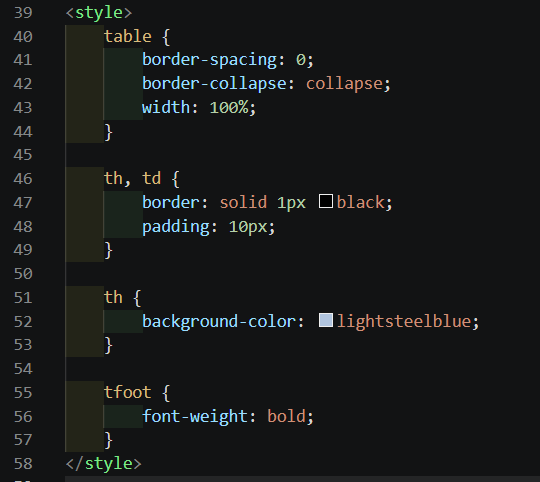 39 <style>
40 table {
41 border-spacing: 0;
42 border-collapse: collapse;
43 width: 100%;
44 }
45
46 th, td {
47 border: solid 1px black;
48 padding: 10px;
49 }
50
51 th {
52 background-color: lightsteelblue;
53 }
54
55 tfoot {
56 font-weight: bold;
57 }
58 </style>